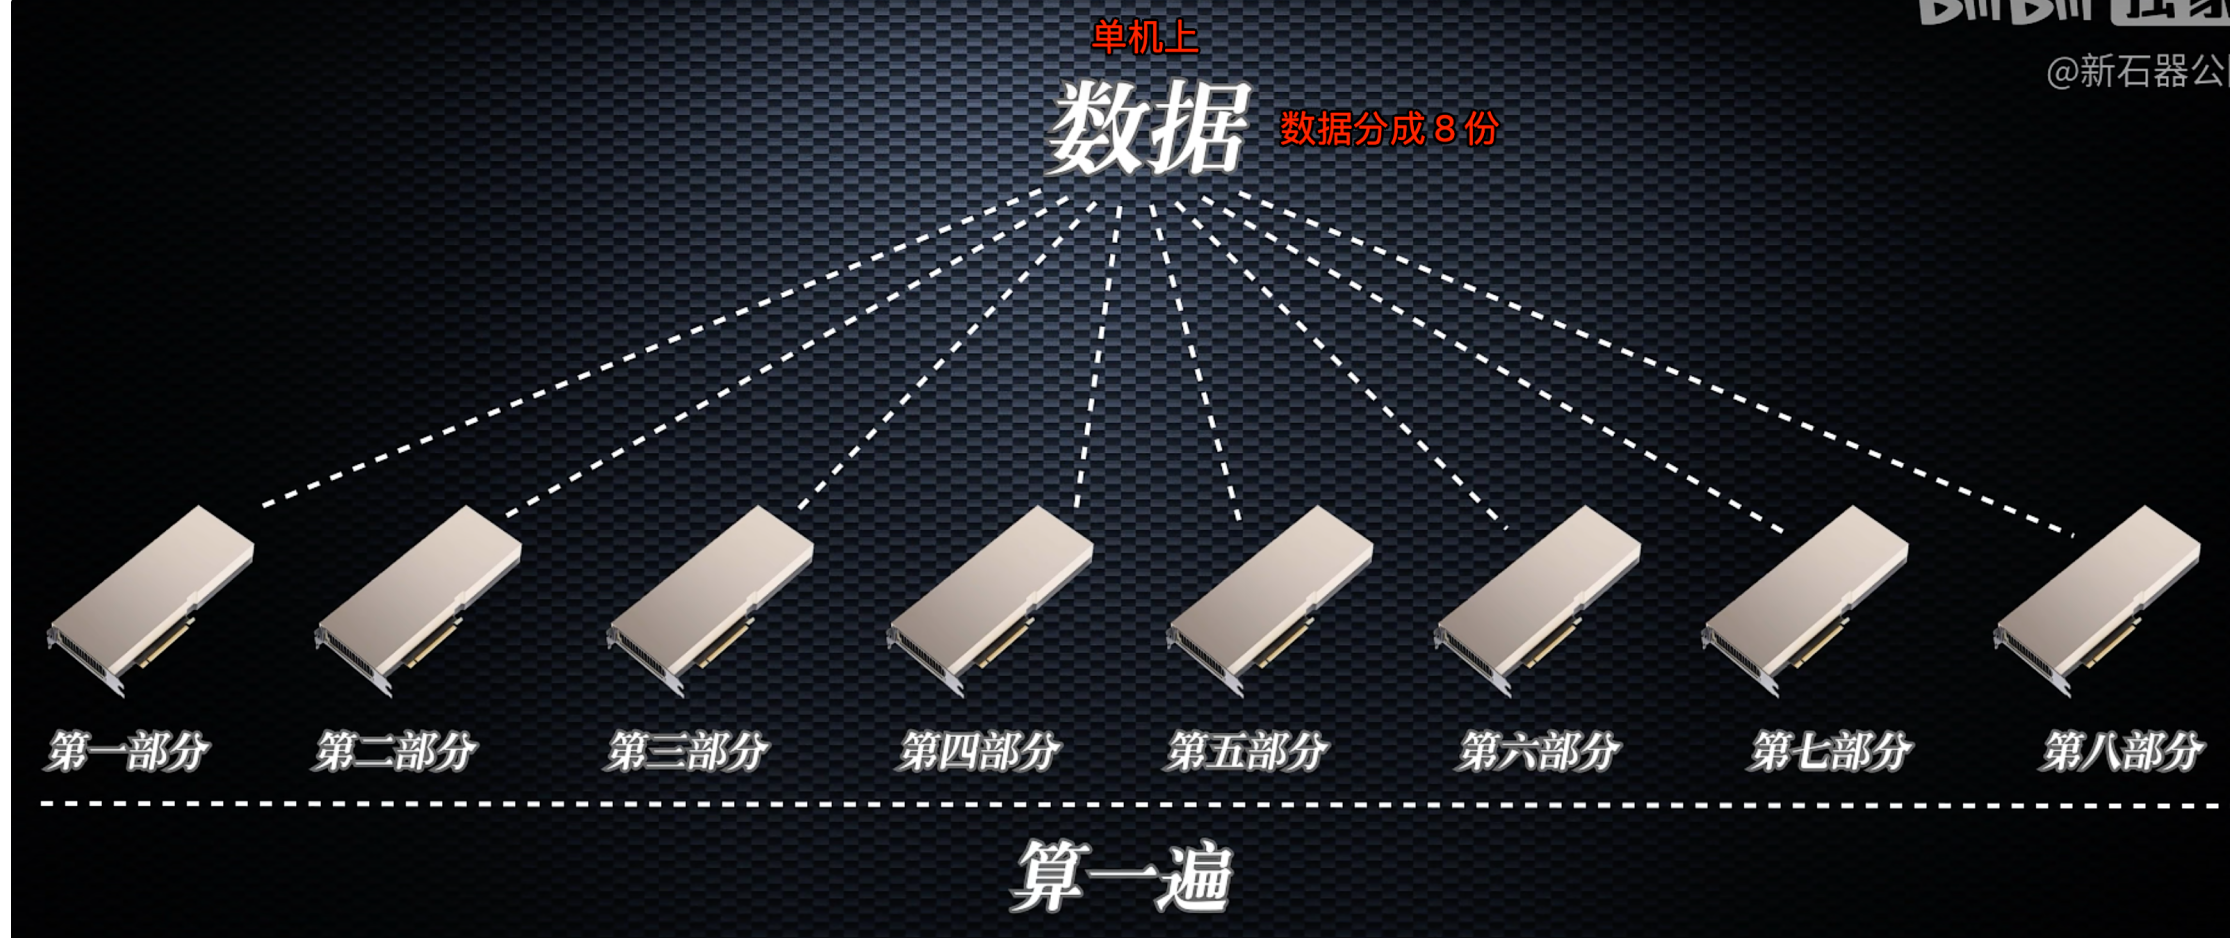 单机上
数据
数据分成 8 份
@新石器公
第一部分
第二部分
第三部分
第四部分
第五部分
第六部分
第七部分
第八部分
算一遍